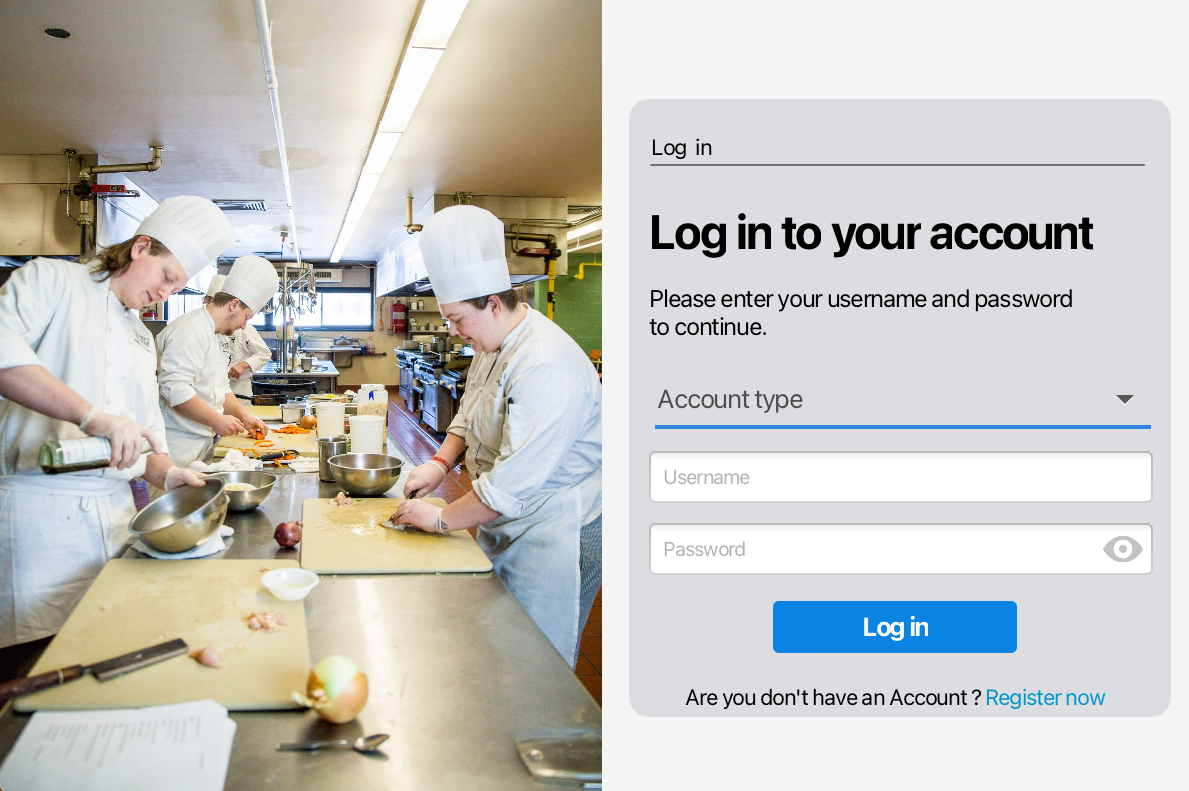 Log in
Log in to your account
Please enter your username and password
to continue.
Account type
Username
Password
Log in
Are you don't have an Account ? Register now